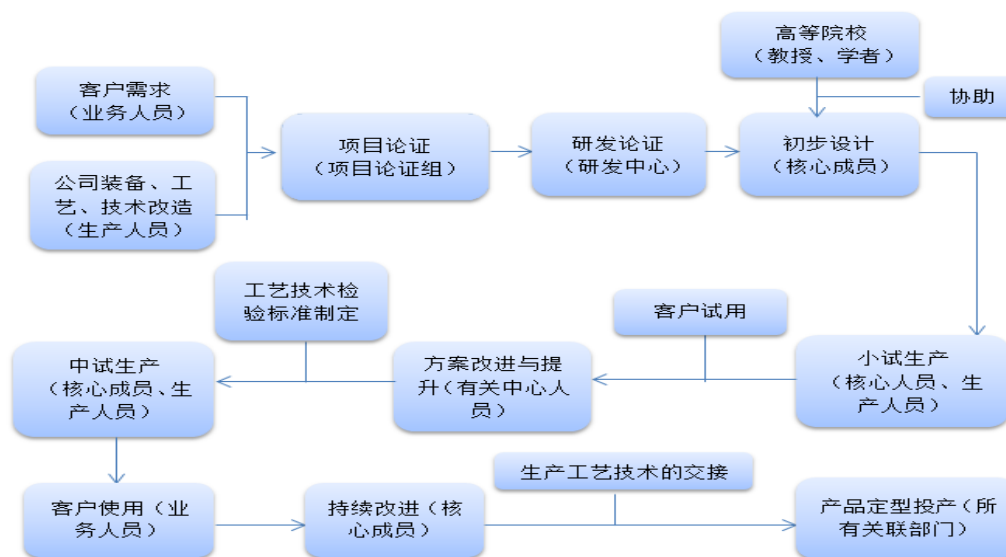 高等院校
（教授、学者）
协助
客户需求
（业务人员）
项目论证
（项目论证组）
研发论证
（研发中心）
初步设计
（核心成员）
公司装备、工
艺、技术改造
（生产人员）
工艺技术检
验标准制定
客户试用
中试生产
（核心成员、生
产人员）
方案改进与提
升（有关中心人
员）
小试生产
（核心人员、生
产人员）
生产工艺技术的交接
客户使用（业
务人员）
持续改进（核
心成员）
产品定型投产（所
有关联部门）